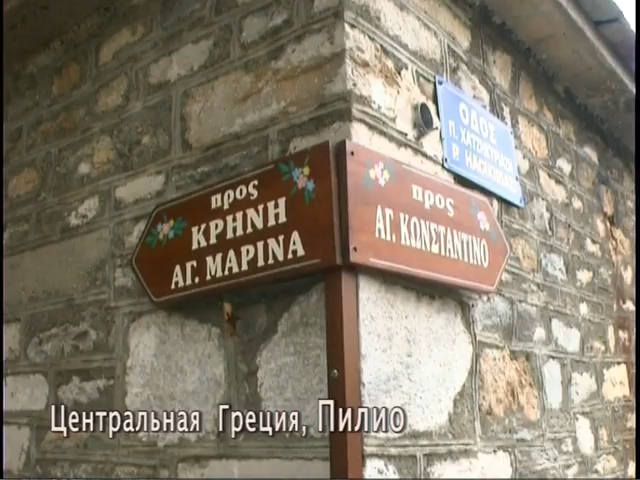 προς
ΚΡΗΝΗ
ΑΓ. ΜΑΡΙΝΑ
προς
ΑΓ. ΚΩΝΣΤΑΝΤΙΝΟ
ΟΔΟΣ
Π.
P.
Центральная Греция, Пилио